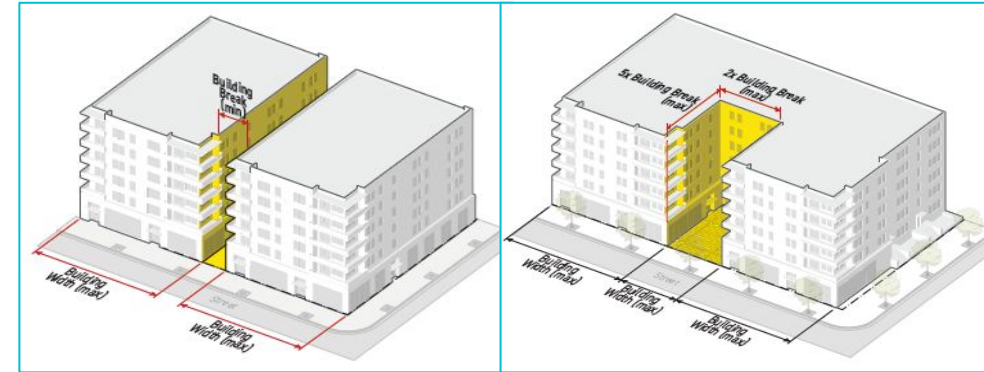 Building
Break
(min)
Building
Width (max)
Street
Building
Width (max)
5x Building Break
(max)
2x Building Break
(max)
Building
Width (max)
Street
Building
Width (max)
Building
Width (max)